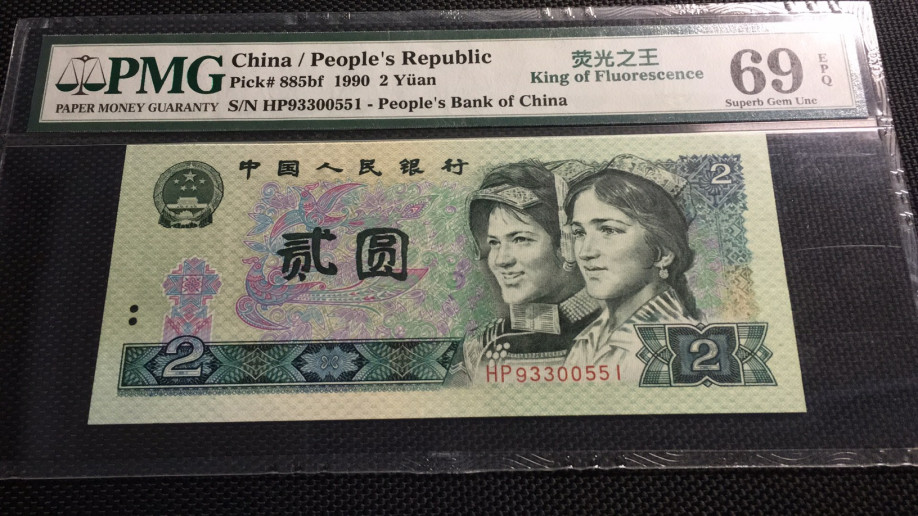 PMG
PAPER MONEY GUARANTY
China / People's Republic
Pick# 885bf 1990 2 Yüan
S/N HP93300551 - People's Bank of China
荧光之王
King of Fluorescence
69
EPQ
Superb Gem Unc
中国人民银行
2
贰圆
2
HP93300551
2